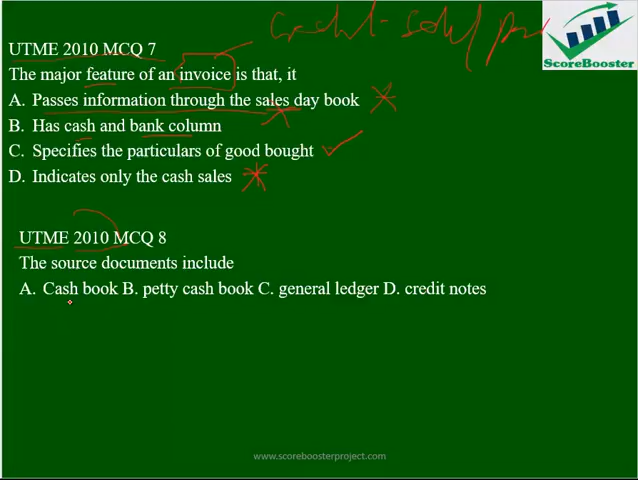 UTME 2010 MCQ 7
The major feature of an invoice is that, it
A. Passes information through the sales day book
B. Has cash and bank column
C. Specifies the particulars of good bought
D. Indicates only the cash sales
UTME 2010 MCQ 8
The source documents include
A. Cash book B. petty cash book C. general ledger D. credit notes
www.scoreboosterproject.com
ScoreBooster